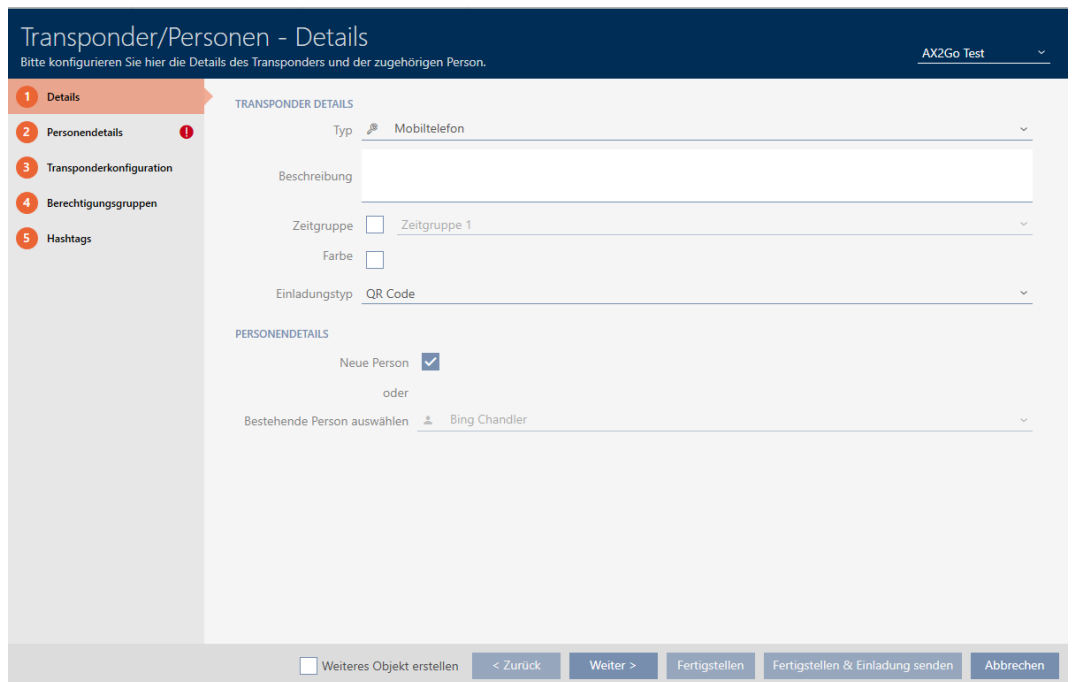 Transponder/Personen - Details
Bitte konfigurieren Sie hier die Details des Transponders und der zugehörigen Person.
AX2Go Test
1 Details
2 Personendetails !
3 Transponderkonfiguration
4 Berechtigungsgruppen
5 Hashtags
TRANSPONDER DETAILS
Typ Mobiltelefon
Beschreibung
Zeitgruppe Zeitgruppe 1
Farbe
Einladungstyp QR Code
PERSONENDETAILS
Neue Person
oder
Bestehende Person auswählen Bing Chandler
Weiteres Objekt erstellen < Zurück Weiter > Fertigstellen Fertigstellen & Einladung senden Abbrechen